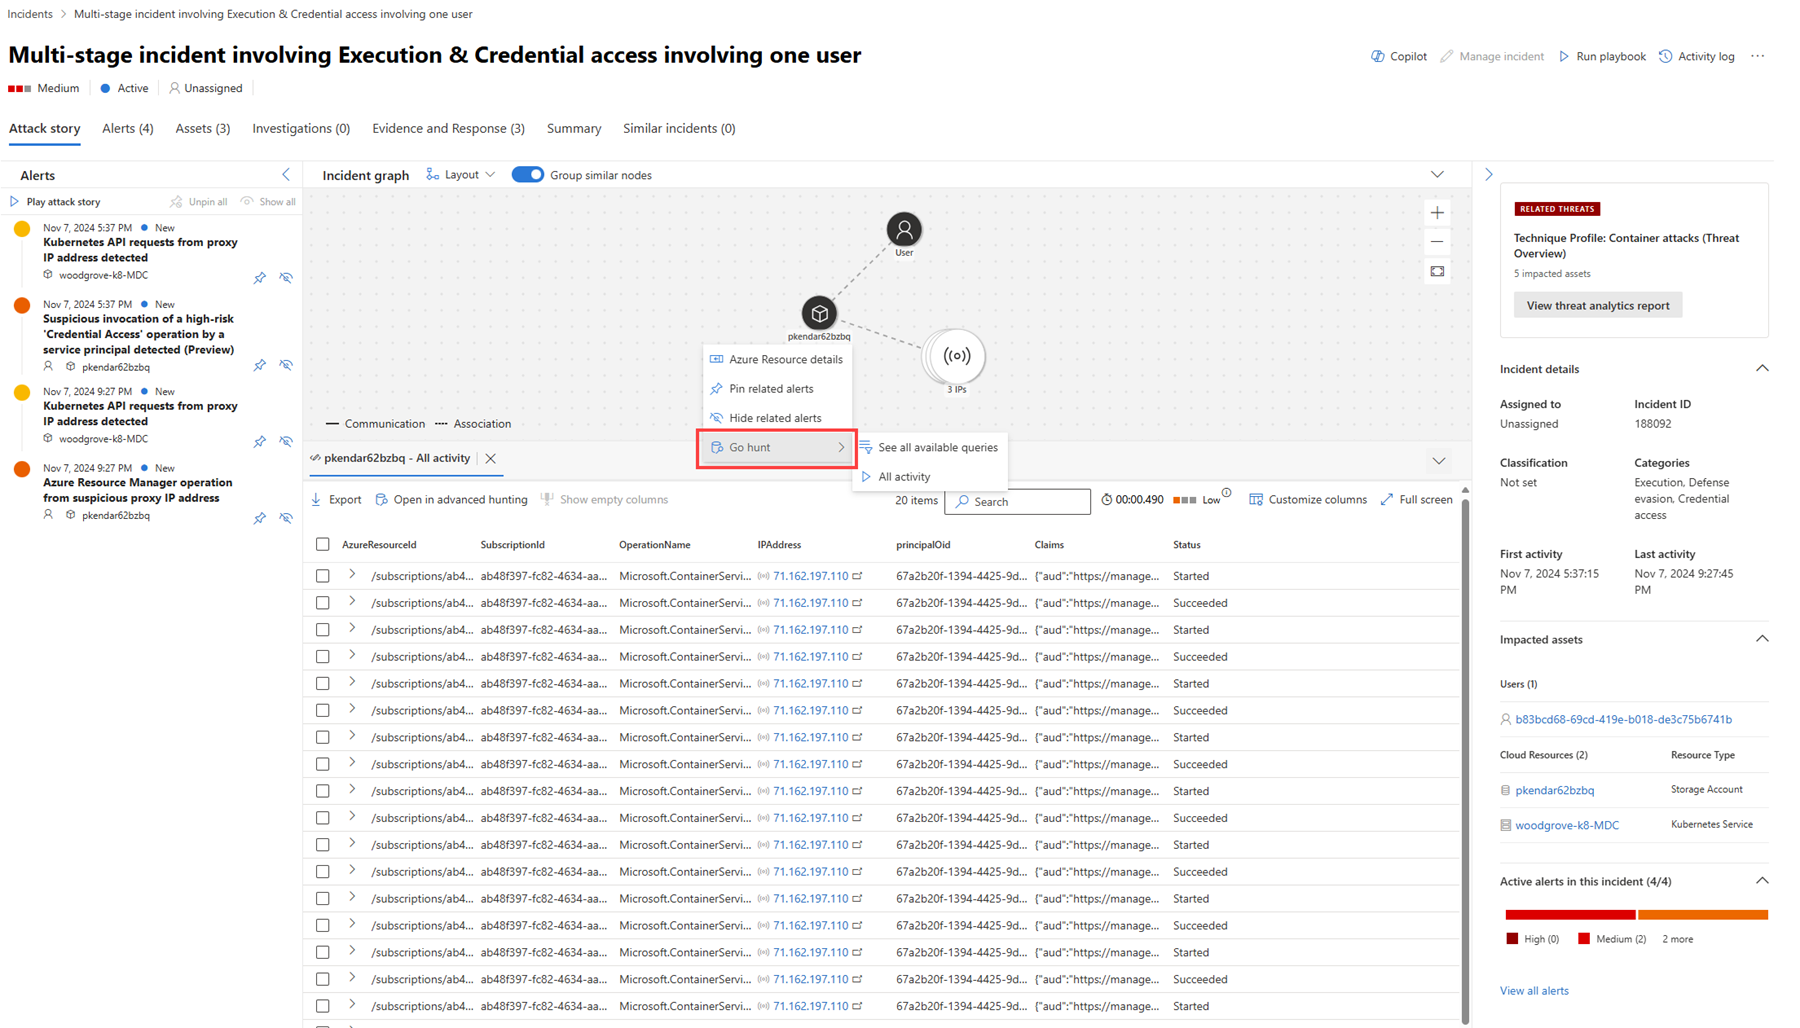 Incidents > Multi-stage incident involving Execution & Credential access involving one user
Multi-stage incident involving Execution & Credential access involving one user
Copilot Manage incident Run playbook Activity log ...
Medium Active Unassigned
Attack story Alerts (4) Assets (3) Investigations (0) Evidence and Response (3) Summary Similar incidents (0)
Alerts
Play attack story Unpin all Show all
Nov 7, 2024 5:37 PM New
Kubernetes API requests from proxy
IP address detected
woodgrove-k8-MDC
Nov 7, 2024 5:37 PM New
Suspicious invocation of a high-risk
'Credential Access' operation by a
service principal detected (Preview)
pkendar62bzbq
Nov 7, 2024 9:27 PM New
Kubernetes API requests from proxy
IP address detected
woodgrove-k8-MDC
Nov 7, 2024 9:27 PM New
Azure Resource Manager operation
from suspicious proxy IP address
pkendar62bzbq
Incident graph Layout Group similar nodes
User
pkendar62bzbq
3 IPs
Azure Resource details
Pin related alerts
Hide related alerts
Go hunt
See all available queries
All activity
Communication Association
pkendar62bzbq - All activity
Export Open in advanced hunting Show empty columns 20 items Search 00:00.490 Low Customize columns Full screen
AzureResourceId SubscriptionId OperationName IPAddress principalOid Claims Status
/subscriptions/ab4... ab48f397-fc82-4634-aa... Microsoft.ContainerServi... 71.162.197.110 67a2b20f-1394-4425-9d... {"aud":"https://manage... Started
/subscriptions/ab4... ab48f397-fc82-4634-aa... Microsoft.ContainerServi... 71.162.197.110 67a2b20f-1394-4425-9d... {"aud":"https://manage... Succeeded
/subscriptions/ab4... ab48f397-fc82-4634-aa... Microsoft.ContainerServi... 71.162.197.110 67a2b20f-1394-4425-9d... {"aud":"https://manage... Started
/subscriptions/ab4... ab48f397-fc82-4634-aa... Microsoft.ContainerServi... 71.162.197.110 67a2b20f-1394-4425-9d... {"aud":"https://manage... Succeeded
/subscriptions/ab4... ab48f397-fc82-4634-aa... Microsoft.ContainerServi... 71.162.197.110 67a2b20f-1394-4425-9d... {"aud":"https://manage... Started
/subscriptions/ab4... ab48f397-fc82-4634-aa... Microsoft.ContainerServi... 71.162.197.110 67a2b20f-1394-4425-9d... {"aud":"https://manage... Succeeded
/subscriptions/ab4... ab48f397-fc82-4634-aa... Microsoft.ContainerServi... 71.162.197.110 67a2b20f-1394-4425-9d... {"aud":"https://manage... Started
/subscriptions/ab4... ab48f397-fc82-4634-aa... Microsoft.ContainerServi... 71.162.197.110 67a2b20f-1394-4425-9d... {"aud":"https://manage... Succeeded
/subscriptions/ab4... ab48f397-fc82-4634-aa... Microsoft.ContainerServi... 71.162.197.110 67a2b20f-1394-4425-9d... {"aud":"https://manage... Started
/subscriptions/ab4... ab48f397-fc82-4634-aa... Microsoft.ContainerServi... 71.162.197.110 67a2b20f-1394-4425-9d... {"aud":"https://manage... Succeeded
/subscriptions/ab4... ab48f397-fc82-4634-aa... Microsoft.ContainerServi... 71.162.197.110 67a2b20f-1394-4425-9d... {"aud":"https://manage... Started
/subscriptions/ab4... ab48f397-fc82-4634-aa... Microsoft.ContainerServi... 71.162.197.110 67a2b20f-1394-4425-9d... {"aud":"https://manage... Succeeded
/subscriptions/ab4... ab48f397-fc82-4634-aa... Microsoft.ContainerServi... 71.162.197.110 67a2b20f-1394-4425-9d... {"aud":"https://manage... Started
/subscriptions/ab4... ab48f397-fc82-4634-aa... Microsoft.ContainerServi... 71.162.197.110 67a2b20f-1394-4425-9d... {"aud":"https://manage... Succeeded
/subscriptions/ab4... ab48f397-fc82-4634-aa... Microsoft.ContainerServi... 71.162.197.110 67a2b20f-1394-4425-9d... {"aud":"https://manage... Started
/subscriptions/ab4... ab48f397-fc82-4634-aa... Microsoft.ContainerServi... 71.162.197.110 67a2b20f-1394-4425-9d... {"aud":"https://manage... Succeeded
/subscriptions/ab4... ab48f397-fc82-4634-aa... Microsoft.ContainerServi... 71.162.197.110 67a2b20f-1394-4425-9d... {"aud":"https://manage... Started
RELATED THREATS
Technique Profile: Container attacks (Threat
Overview)
5 impacted assets
View threat analytics report
Incident details
Assigned to Incident ID
Unassigned 188092
Classification Categories
Not set Execution, Defense
evasion, Credential
access
First activity Last activity
Nov 7, 2024 5:37:15 Nov 7, 2024 9:27:45
PM PM
Impacted assets
Users (1)
b83bcd68-69cd-419e-b018-de3c75b6741b
Cloud Resources (2) Resource Type
pkendar62bzbq Storage Account
woodgrove-k8-MDC Kubernetes Service
Active alerts in this incident (4/4)
High (0) Medium (2) 2 more
View all alerts